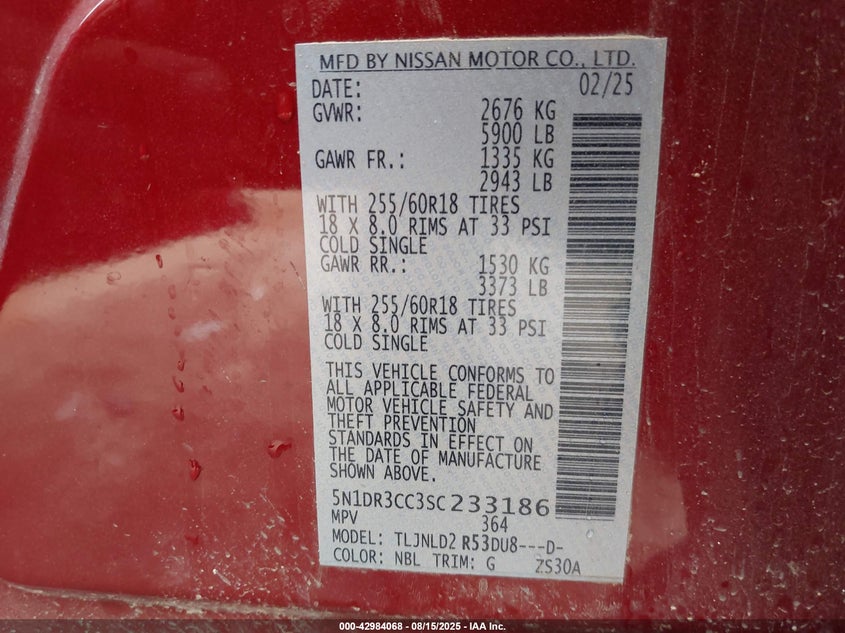 MFD BY NISSAN MOTOR CO., LTD.
DATE: 02/25
GVWR: 2676 KG
5900 LB
GAWR FR.: 1335 KG
2943 LB
WITH 255/60R18 TIRES
18 X 8.0 RIMS AT 33 PSI
COLD SINGLE
GAWR RR.: 1530 KG
3373 LB
WITH 255/60R18 TIRES
18 X 8.0 RIMS AT 33 PSI
COLD SINGLE
THIS VEHICLE CONFORMS TO
ALL APPLICABLE FEDERAL
MOTOR VEHICLE SAFETY AND
THEFT PREVENTION
STANDARDS IN EFFECT ON
THE DATE OF MANUFACTURE
SHOWN ABOVE.
5N1DR3CC3SC233186
MPV 364
MODEL: TLJNLD2 R53DU8---D-
COLOR: NBL TRIM: G ZS30A
000-42984068 - 08/15/2025 - IAA Inc.